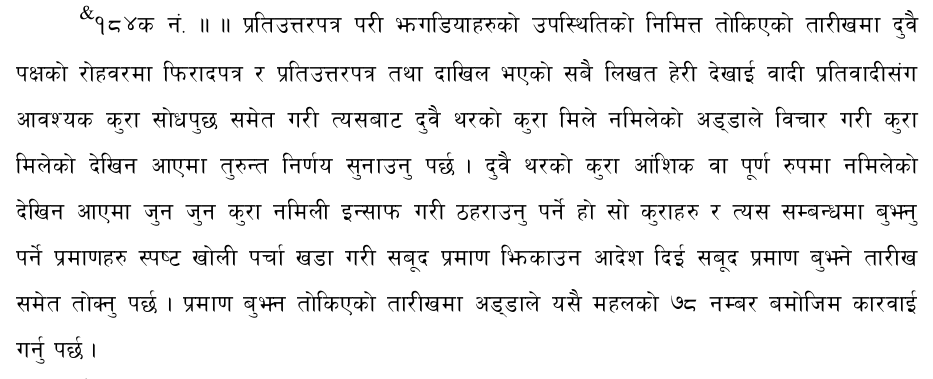 &१८४क नं. ॥ ॥ प्रतिउत्तरपत्र परी झगडियाहरुको उपस्थितिको निमित्त तोकिएको तारीखमा दुवै
पक्षको रोहवरमा फिरादपत्र र प्रतिउत्तरपत्र तथा दाखिल भएको सबै लिखत हेरी देखाई वादी प्रतिवादीसंग
आवश्यक कुरा सोधपुछ समेत गरी त्यसबाट दुवै थरको कुरा मिले नमिलेको अड्डाले विचार गरी कुरा
मिलेको देखिन आएमा तुरुन्त निर्णय सुनाउनु पर्छ । दुवै थरको कुरा आंशिक वा पूर्ण रुपमा नमिलेको
देखिन आएमा जुन जुन कुरा नमिली इन्साफ गरी ठहराउनु पर्ने हो सो कुराहरु र त्यस सम्बन्धमा बुझ्नु
पर्ने प्रमाणहरु स्पष्ट खोली पर्चा खडा गरी सबूद प्रमाण झिकाउन आदेश दिई सबूद प्रमाण बुझ्ने तारीख
समेत तोक्नु पर्छ । प्रमाण बुझ्न तोकिएको तारीखमा अड्डाले यसै महलको ७८ नम्बर बमोजिम कारवाई
गर्नु पर्छ ।